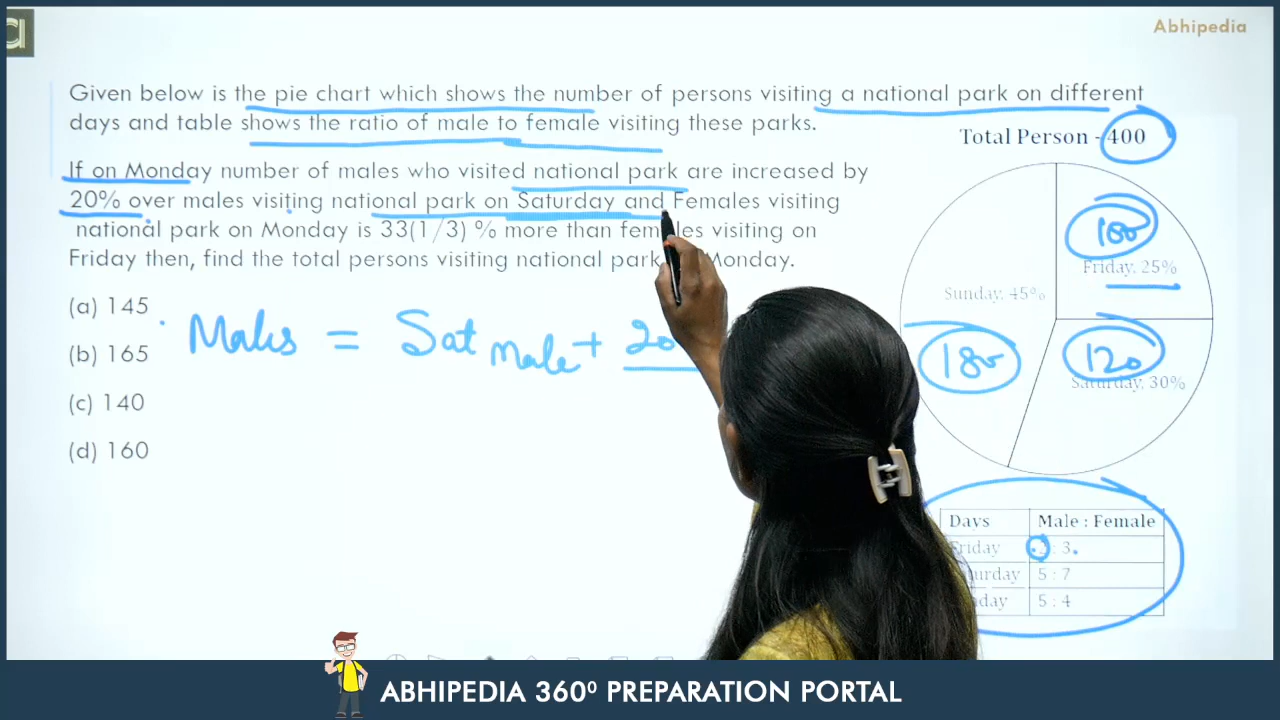 Abhipedia
Given below is the pie chart which shows the number of persons visiting a national park on different
days and table shows the ratio of male to female visiting these parks.
Total Person - 400
If on Monday number of males who visited national park are increased by
20% over males visiting national park on Saturday and Females visiting
national park on Monday is 33(1/3) % more than females visiting on
Friday then, find the total persons visiting national park Monday.
100
Friday, 25%
Sunday, 45%
180
120
Saturday, 30%
(a) 145
(b) 165
(c) 140
(d) 160
Males = Sat Male + 20
Days Male : Female
Friday : 3
5 : 7
5 : 4
ABHIPEDIA 360⁰ PREPARATION PORTAL